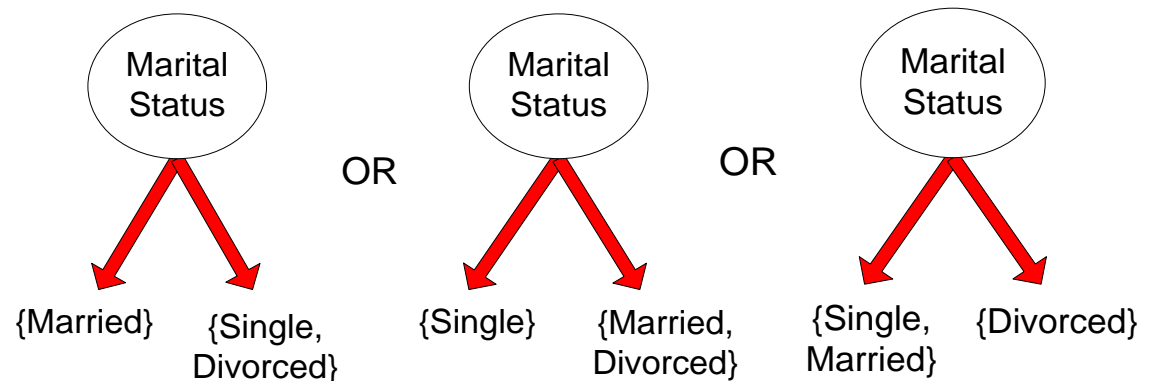 Marital
Status
OR
Marital
Status
OR
Marital
Status
{Married}
{Single,
Divorced}
{Single}
{Married,
Divorced}
{Single,
Married}
{Divorced}